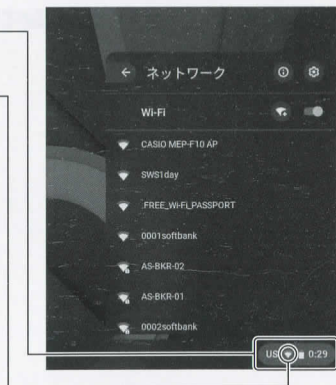 ネットワーク
Wi-Fi
CASIO MEP-F10 AP
SWS1day
.FREE_Wi-Fi_PASSPORT
0001softbank
AS-BKR-02
AS-BKR-01
0002softbank
US 0:29